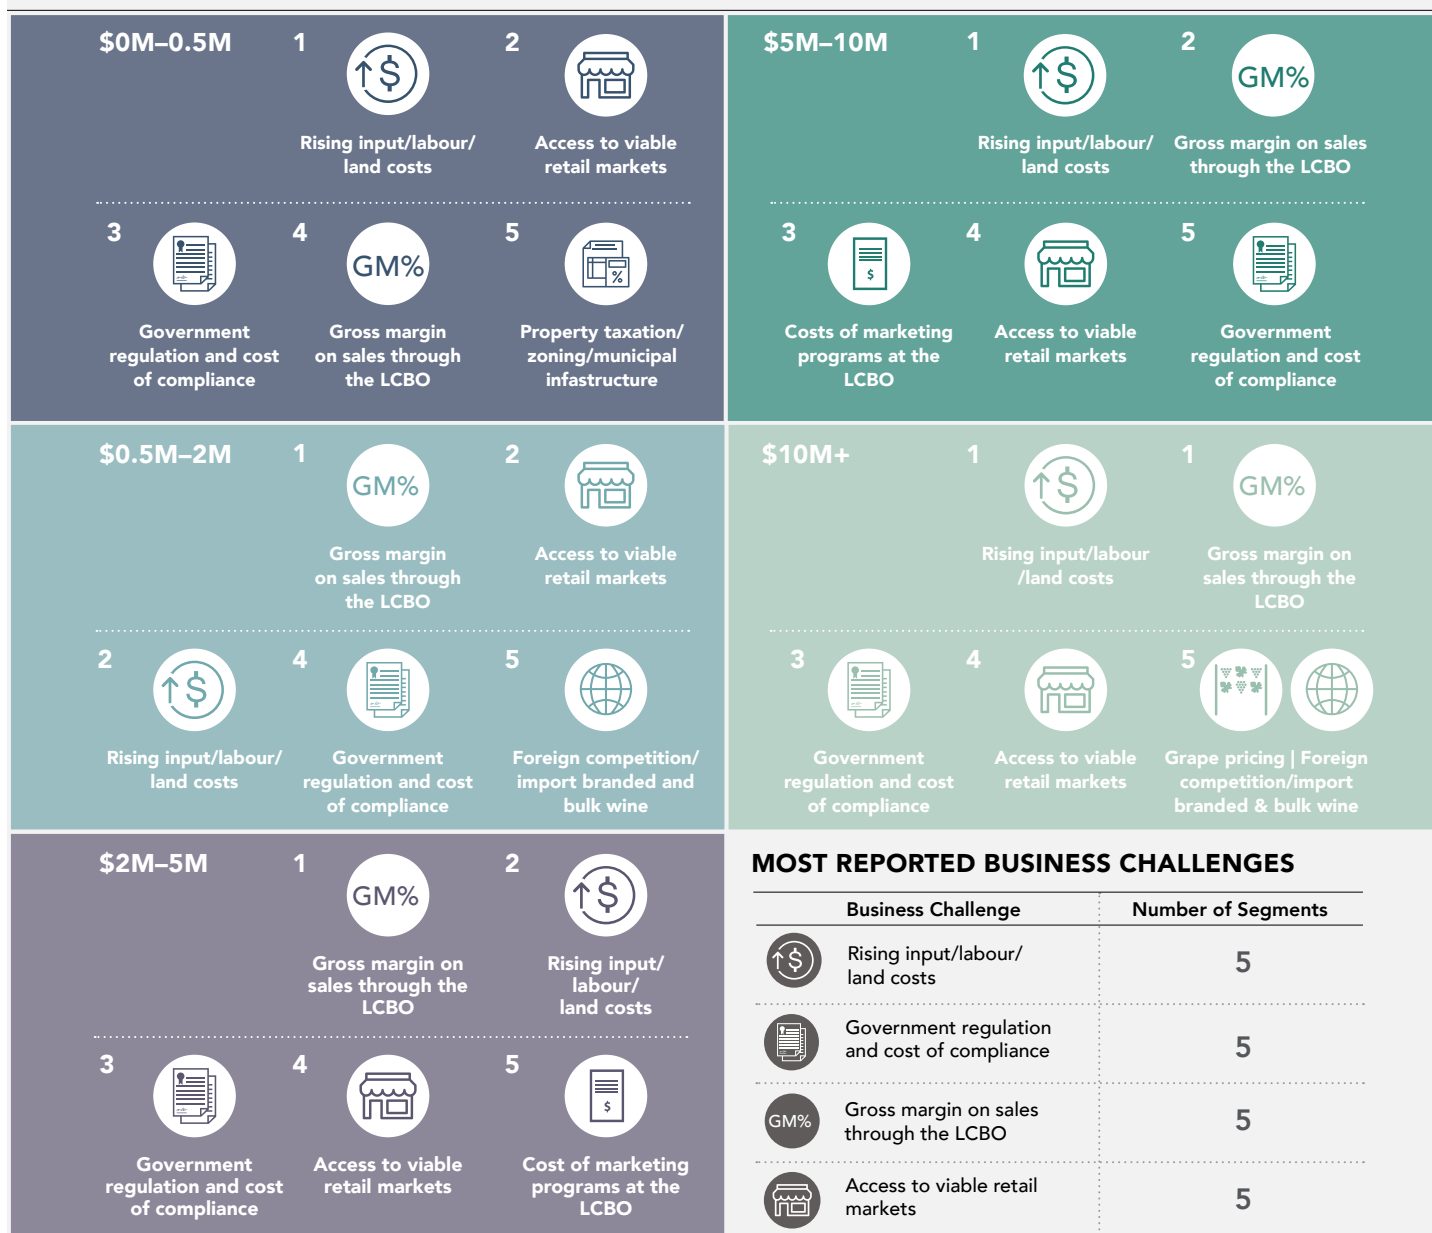 $0M–0.5M
1
2
Rising input/labour/
land costs
Access to viable
retail markets
3
4
GM%
5
%
Government
regulation and cost
of compliance
Gross margin
on sales through
the LCBO
Property taxation/
zoning/municipal
infastructure
$5M–10M
1
2
GM%
Rising input/labour/
land costs
Gross margin on sales
through the LCBO
3
4
5
Costs of marketing
programs at the
LCBO
Access to viable
retail markets
Government
regulation and cost
of compliance
$0.5M–2M
1
GM%
2
Gross margin
on sales through
the LCBO
Access to viable
retail markets
2
4
5
Rising input/labour/
land costs
Government
regulation and cost
of compliance
Foreign competition/
import branded and
bulk wine
$10M+
1
1
GM%
Rising input/labour
/land costs
Gross margin on
sales through the
LCBO
3
4
5
Government
regulation and cost
of compliance
Access to viable
retail markets
Grape pricing | Foreign
competition/import
branded & bulk wine
$2M–5M
1
GM%
2
Gross margin on
sales through the
LCBO
Rising input/
labour/
land costs
3
4
5
Government
regulation and cost
of compliance
Access to viable
retail markets
Cost of marketing
programs at the
LCBO
MOST REPORTED BUSINESS CHALLENGES
Business Challenge
Number of Segments
Rising input/labour/
land costs
5
Government regulation
and cost of compliance
5
GM%
Gross margin on sales
through the LCBO
5
Access to viable retail
markets
5